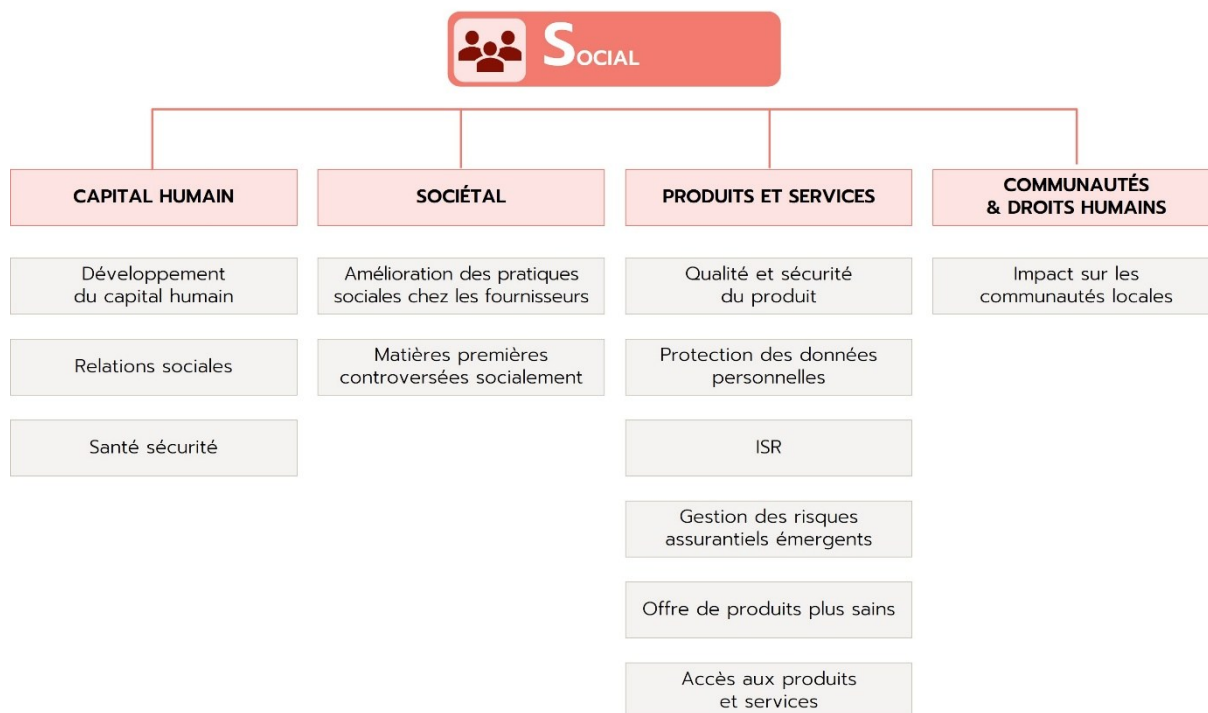 SOCIAL
CAPITAL HUMAIN
Développement
du capital humain
Relations sociales
Santé sécurité
SOCIÉTAL
Amélioration des pratiques
sociales chez les fournisseurs
Matières premières
controversées socialement
PRODUITS ET SERVICES
Qualité et sécurité
du produit
Protection des données
personnelles
ISR
Gestion des risques
assurantiels émergents
Offre de produits plus sains
Accès aux produits
et services
COMMUNAUTÉS
& DROITS HUMAINS
Impact sur les
communautés locales